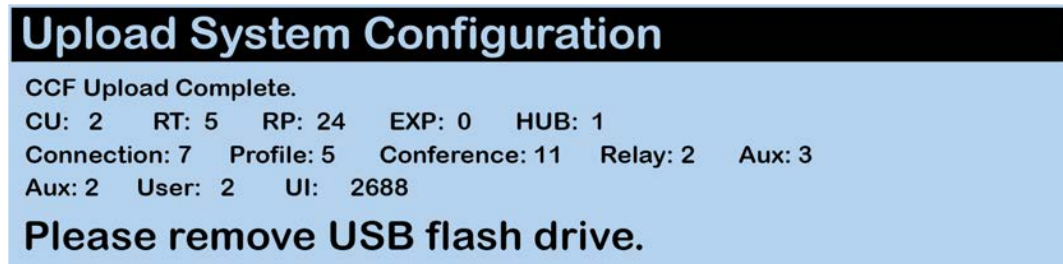 Upload System Configuration
CCF Upload Complete.
CU: 2 RT: 5 RP: 24 EXP: 0 HUB: 1
Connection: 7 Profile: 5 Conference: 11 Relay: 2 Aux: 3
Aux: 2 User: 2 UI: 2688
Please remove USB flash drive.